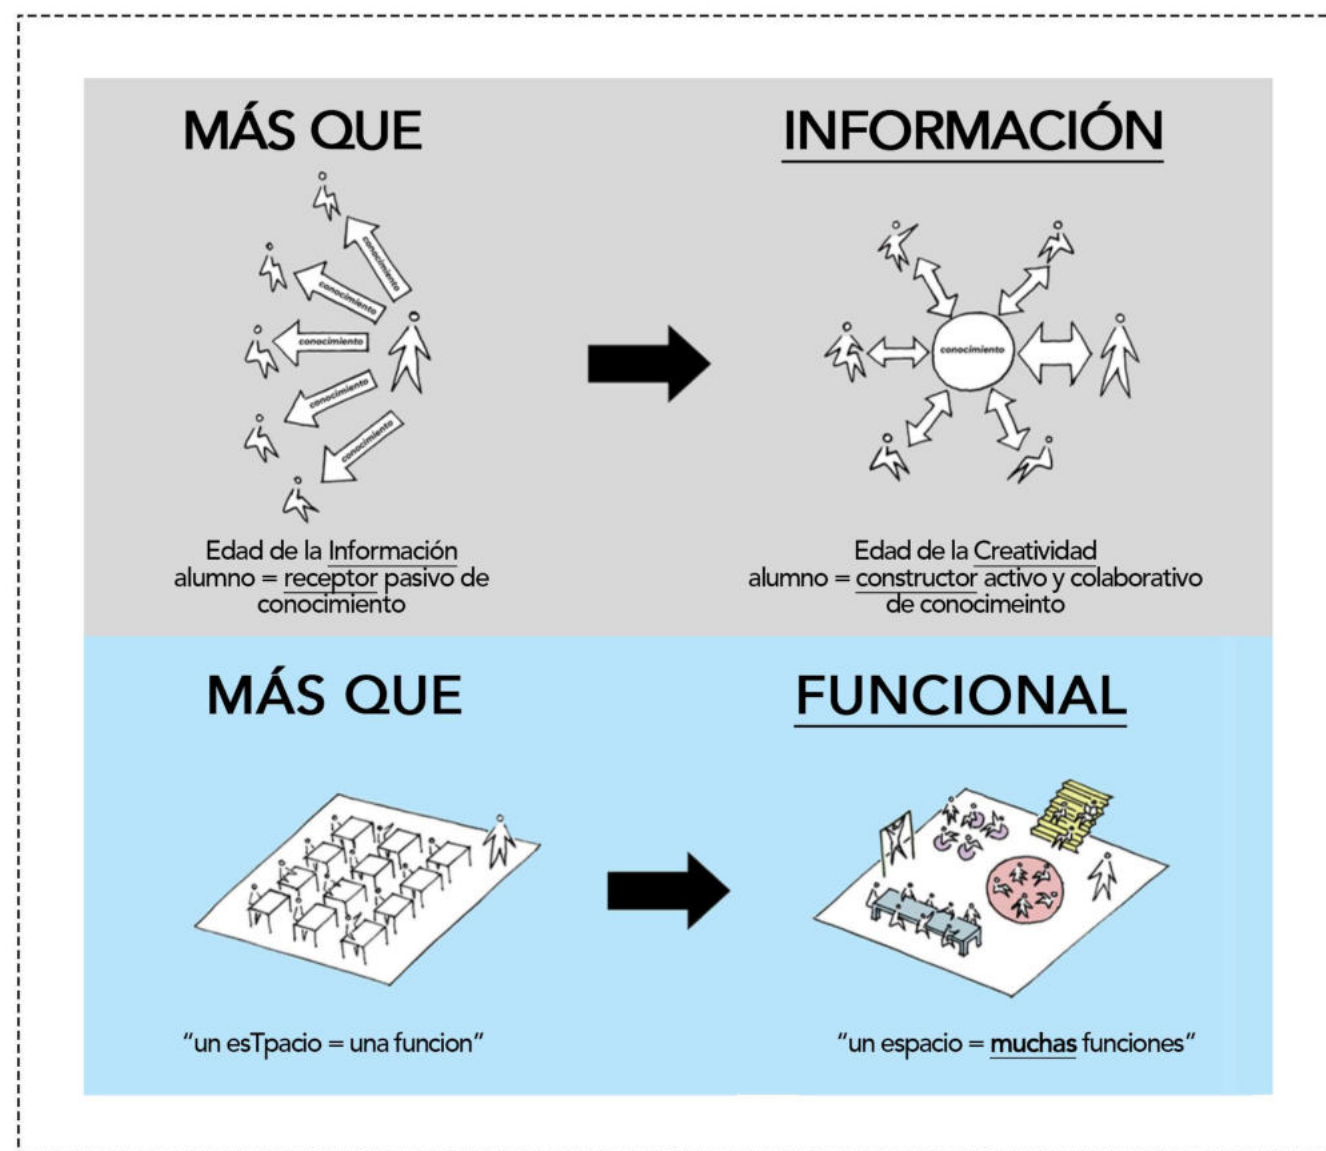 MÁS QUE
INFORMACIÓN
conocimiento
conocimiento
conocimiento
conocimiento
conocimiento
conocimiento
Edad de la Información
alumno = receptor pasivo de
conocimiento
Edad de la Creatividad
alumno = constructor activo y colaborativo
de conocimeinto
MÁS QUE
FUNCIONAL
"un esTpacio = una funcion"
"un espacio = muchas funciones"